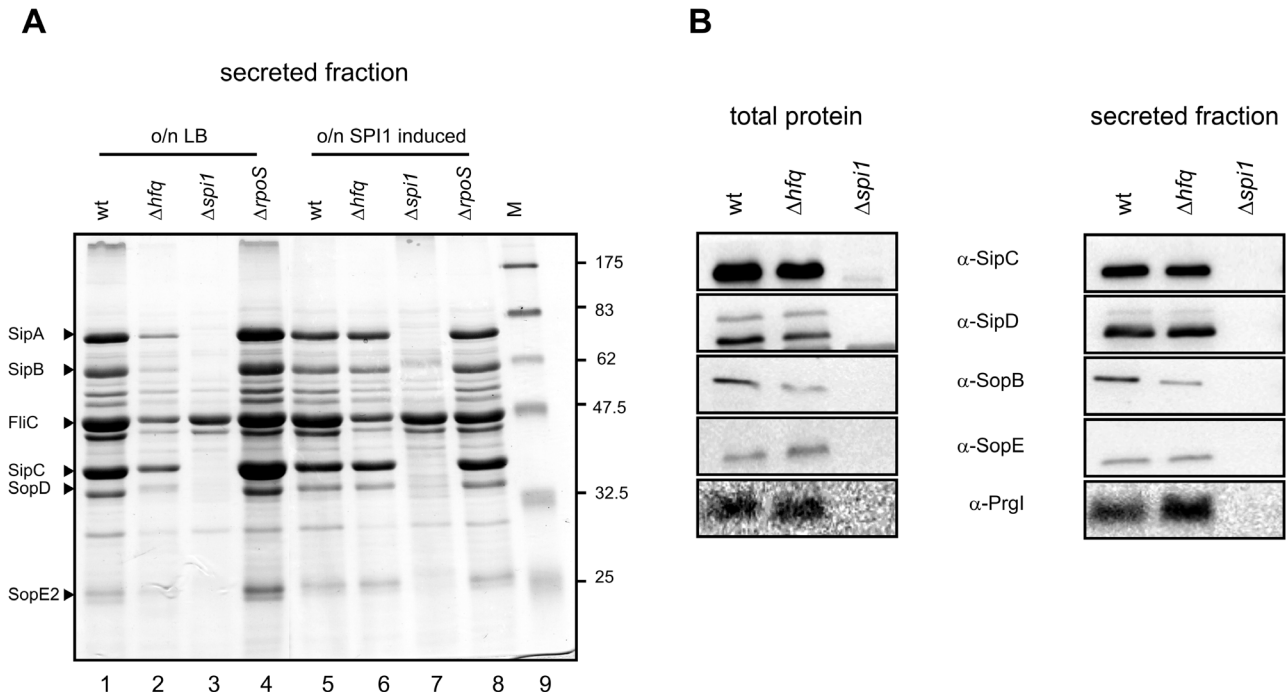 A
B
secreted fraction
total protein
secreted fraction
o/n LB
o/n SPI1 induced
wt
Δhfq
Δspi1
ΔrpoS
wt
Δhfq
Δspi1
ΔrpoS
M
wt
Δhfq
Δspi1
wt
Δhfq
Δspi1
SipA
SipB
FliC
SipC
SopD
SopE2
175
83
62
47.5
32.5
25
α-SipC
α-SipD
α-SopB
α-SopE
α-PrgI
1 2 3 4 5 6 7 8 9